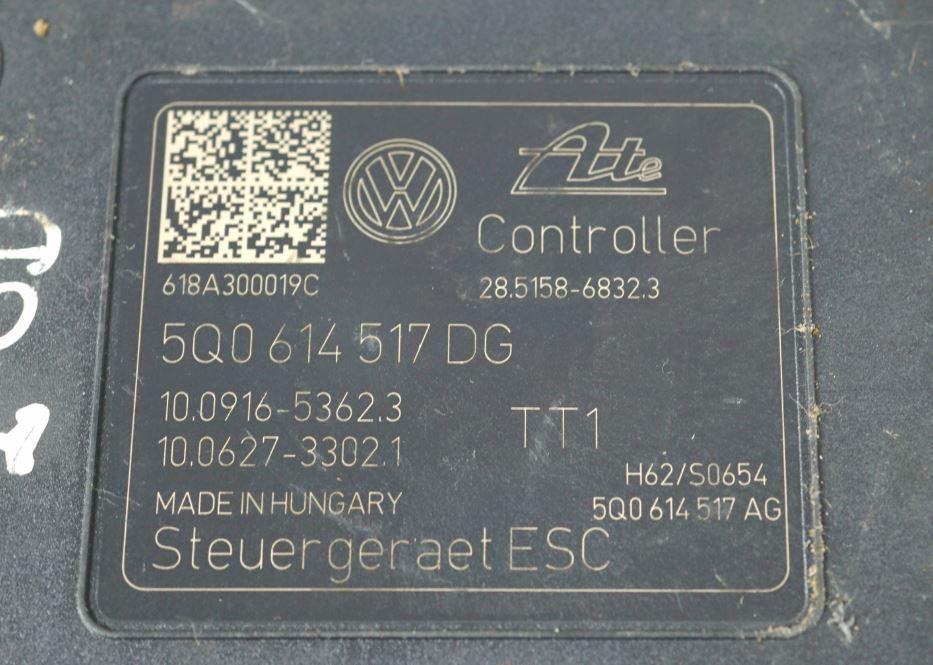 Ate
Controller
618A300019C
28.5158-6832.3
5Q0 614 517 DG
10.0916-5362.3
TT1
10.0627-3302.1
H62/S0654
MADE IN HUNGARY
5Q0 614 517 AG
Steuergeraet ESC